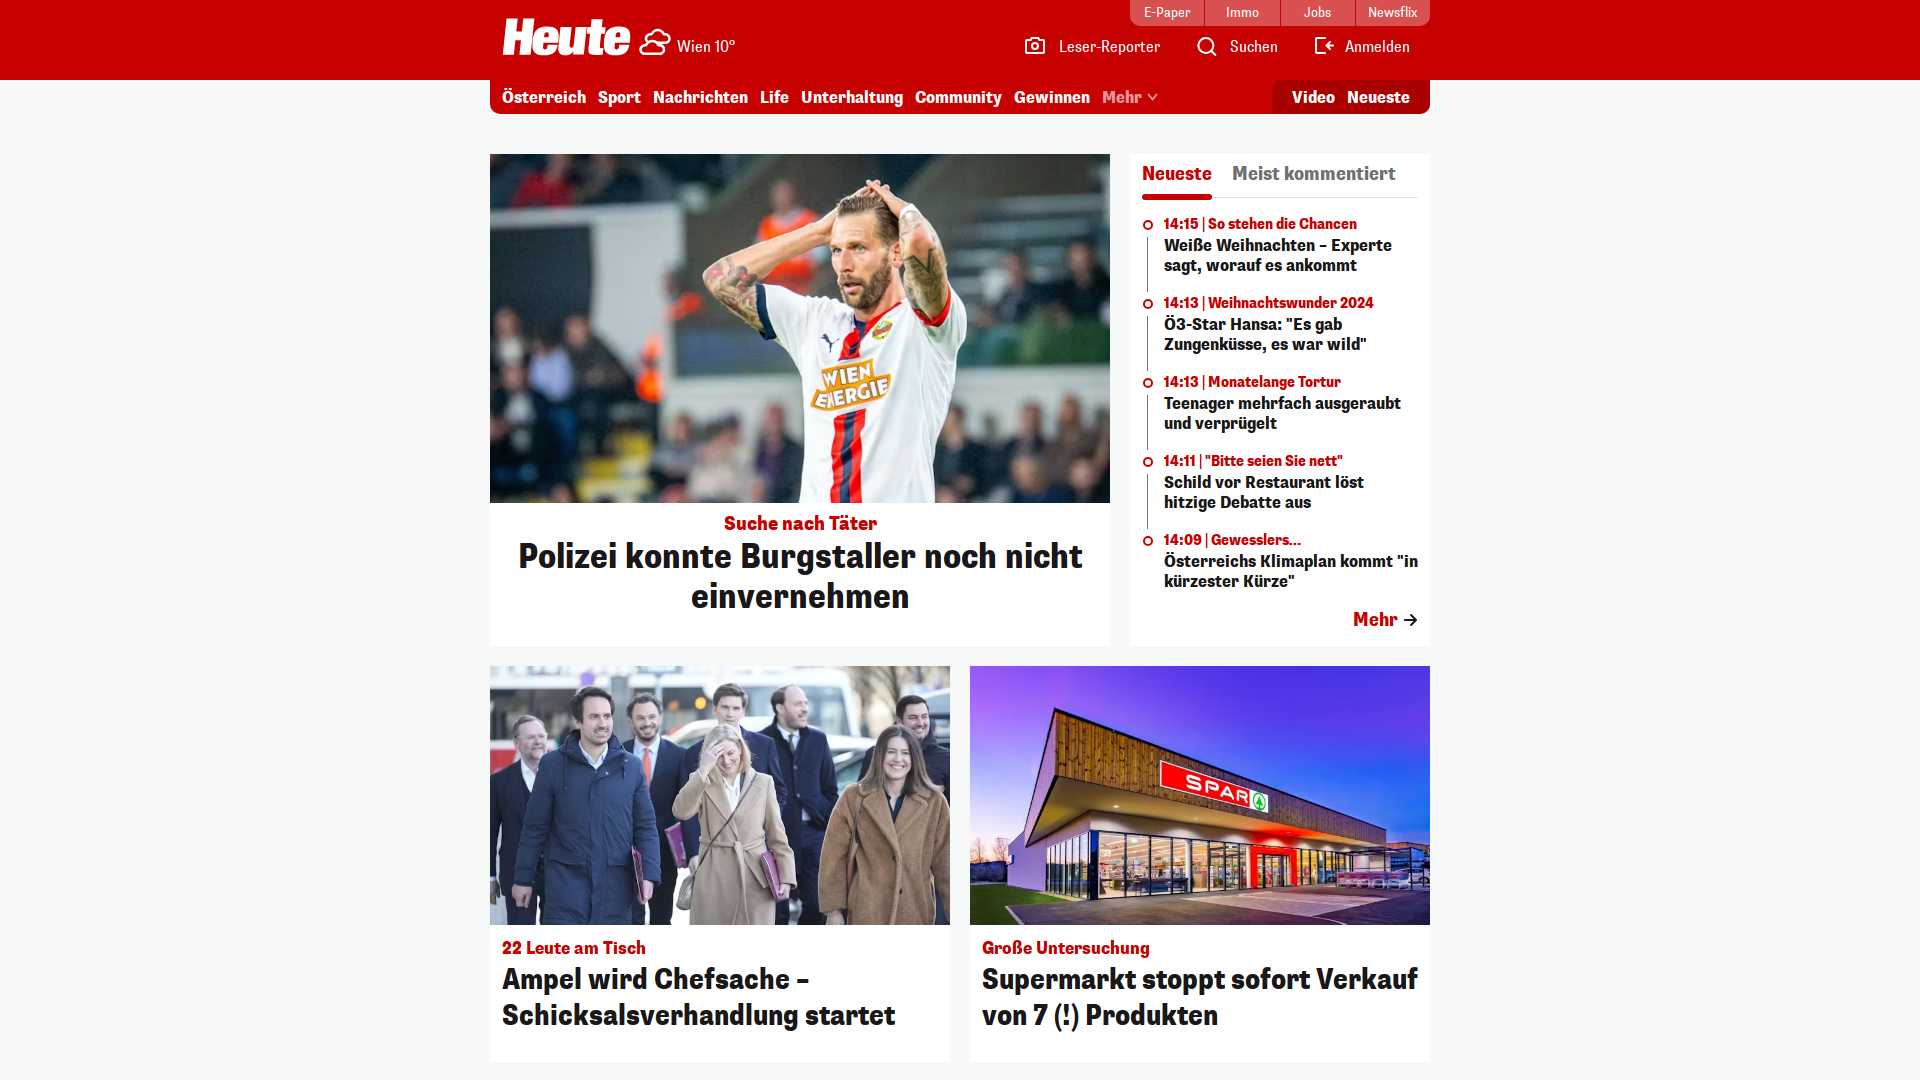 E-Paper
Immo
Jobs
Newsflix
Heute
Wien 10°
Leser-Reporter
Suchen
Anmelden
Österreich
Sport
Nachrichten
Life
Unterhaltung
Community
Gewinnen
Mehr
Video
Neueste
WIEN
ENERGIE
Suche nach Täter
Polizei konnte Burgstaller noch nicht
einvernehmen
Neueste
Meist kommentiert
14:15 | So stehen die Chancen
Weiße Weihnachten – Experte
sagt, worauf es ankommt
14:13 | Weihnachtswunder 2024
Ö3-Star Hansa: "Es gab
Zungenküsse, es war wild"
14:13 | Monatelange Tortur
Teenager mehrfach ausgeraubt
und verprügelt
14:11 | "Bitte seien Sie nett"
Schild vor Restaurant löst
hitzige Debatte aus
14:09 | Gewesslers...
Österreichs Klimaplan kommt "in
kürzester Kürze"
Mehr
22 Leute am Tisch
Ampel wird Chefsache –
Schicksalsverhandlung startet
SPAR
Große Untersuchung
Supermarkt stoppt sofort Verkauf
von 7 (!) Produkten